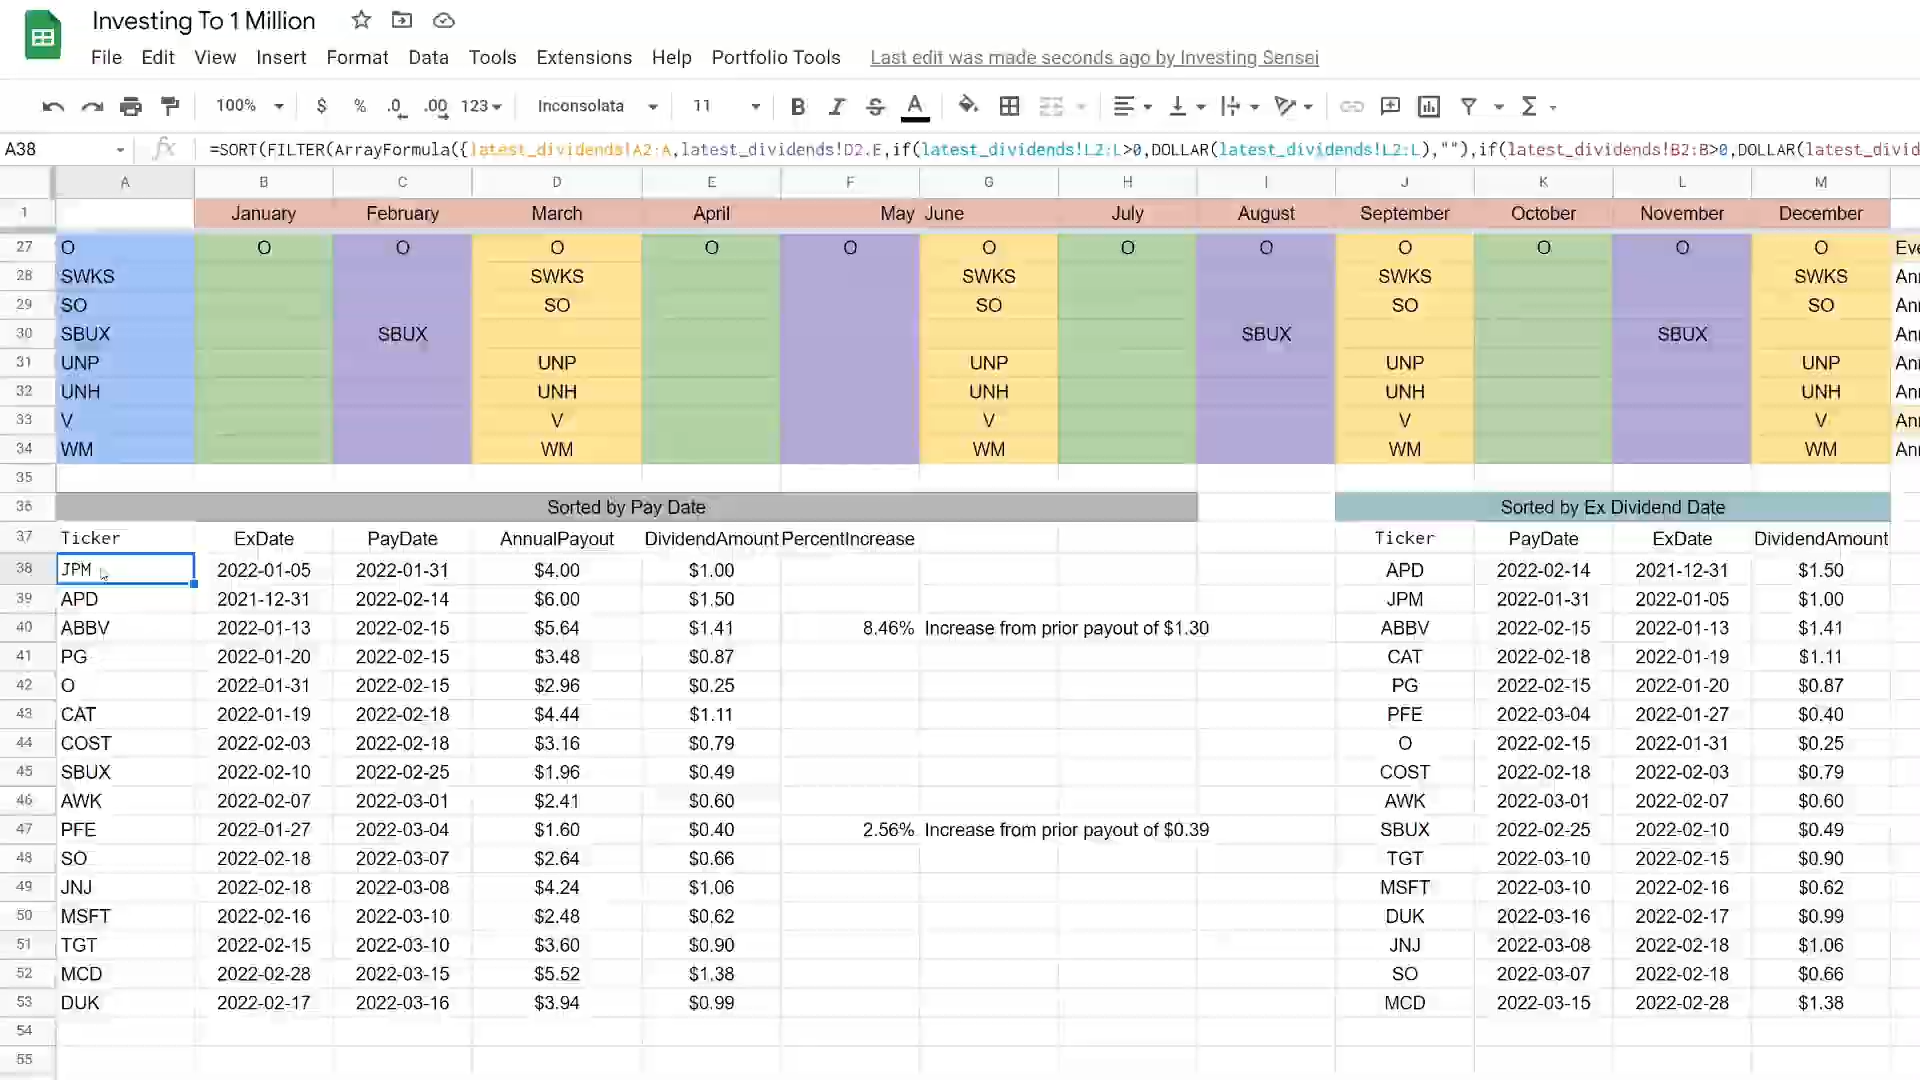 Investing To 1 Million
File Edit View Insert Format Data Tools Extensions Help Portfolio Tools Last edit was made seconds ago by Investing Sensei
100% $ % .0 .00 123 Inconsolata 11 B I S A
A38 fx =SORT(FILTER(ArrayFormula({latest_dividends!A2:A,latest_dividends!D2:E,if(latest_dividends!L2:L>0,DOLLAR(latest_dividends!L2:L),""),if(latest_dividends!B2:B>0,DOLLAR(latest_divid
A B C D E F G H I J K L M
1 January February March April May June July August September October November December
27 O O O O O O O O O O O O O Eve
28 SWKS SWKS SWKS SWKS SWKS Ann
29 SO SO SO SO SO Ann
30 SBUX SBUX SBUX SBUX Ann
31 UNP UNP UNP UNP UNP Ann
32 UNH UNH UNH UNH UNH Ann
33 V V V V V Ann
34 WM WM WM WM WM Ann
35
36 Sorted by Pay Date Sorted by Ex Dividend Date
37 Ticker ExDate PayDate AnnualPayout DividendAmount PercentIncrease Ticker PayDate ExDate DividendAmount
38 JPM 2022-01-05 2022-01-31 $4.00 $1.00 APD 2022-02-14 2021-12-31 $1.50
39 APD 2021-12-31 2022-02-14 $6.00 $1.50 JPM 2022-01-31 2022-01-05 $1.00
40 ABBV 2022-01-13 2022-02-15 $5.64 $1.41 8.46% Increase from prior payout of $1.30 ABBV 2022-02-15 2022-01-13 $1.41
41 PG 2022-01-20 2022-02-15 $3.48 $0.87 CAT 2022-02-18 2022-01-19 $1.11
42 O 2022-01-31 2022-02-15 $2.96 $0.25 PG 2022-02-15 2022-01-20 $0.87
43 CAT 2022-01-19 2022-02-18 $4.44 $1.11 PFE 2022-03-04 2022-01-27 $0.40
44 COST 2022-02-03 2022-02-18 $3.16 $0.79 O 2022-02-15 2022-01-31 $0.25
45 SBUX 2022-02-10 2022-02-25 $1.96 $0.49 COST 2022-02-18 2022-02-03 $0.79
46 AWK 2022-02-07 2022-03-01 $2.41 $0.60 AWK 2022-03-01 2022-02-07 $0.60
47 PFE 2022-01-27 2022-03-04 $1.60 $0.40 2.56% Increase from prior payout of $0.39 SBUX 2022-02-25 2022-02-10 $0.49
48 SO 2022-02-18 2022-03-07 $2.64 $0.66 TGT 2022-03-10 2022-02-15 $0.90
49 JNJ 2022-02-18 2022-03-08 $4.24 $1.06 MSFT 2022-03-10 2022-02-16 $0.62
50 MSFT 2022-02-16 2022-03-10 $2.48 $0.62 DUK 2022-03-16 2022-02-17 $0.99
51 TGT 2022-02-15 2022-03-10 $3.60 $0.90 JNJ 2022-03-08 2022-02-18 $1.06
52 MCD 2022-02-28 2022-03-15 $5.52 $1.38 SO 2022-03-07 2022-02-18 $0.66
53 DUK 2022-02-17 2022-03-16 $3.94 $0.99 MCD 2022-03-15 2022-02-28 $1.38
54
55